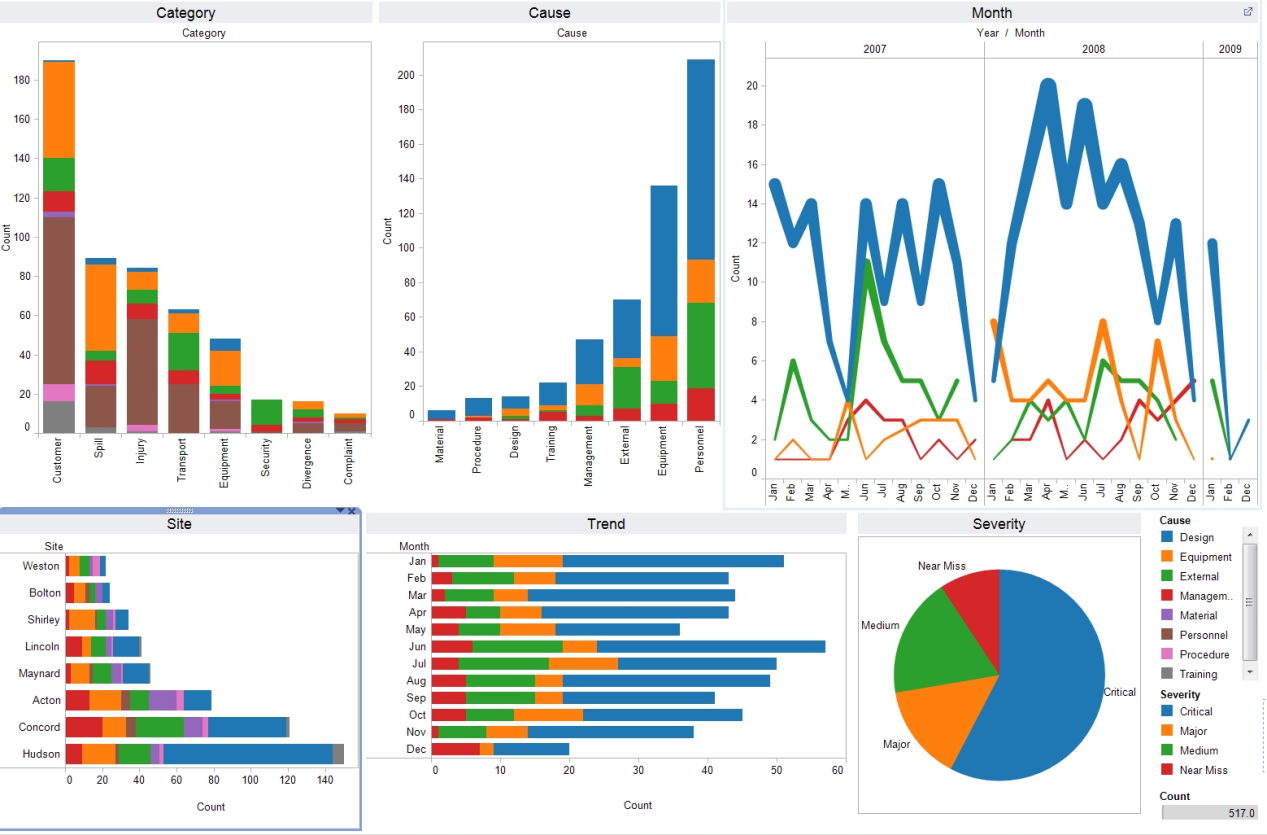 Category
Category
Count
180
160
140
120
100
80
60
40
20
0
Customer
Spill
Injury
Transport
Equipment
Security
Divergence
Complaint
Cause
Cause
Count
200
180
160
140
120
100
80
60
40
20
0
Material
Procedure
Design
Training
Management
External
Equipment
Personnel
Month
Year / Month
2007
2008
2009
Count
20
18
16
14
12
10
8
6
4
2
0
Jan
Feb
Mar
Apr
M..
Jun
Jul
Aug
Sep
Oct
Nov
Dec
Jan
Feb
Mar
Apr
M..
Jun
Jul
Aug
Sep
Oct
Nov
Dec
Jan
Feb
Dec
Site
Site
Weston
Bolton
Shirley
Lincoln
Maynard
Acton
Concord
Hudson
0 20 40 60 80 100 120 140
Count
Trend
Month
Jan
Feb
Mar
Apr
May
Jun
Jul
Aug
Sep
Oct
Nov
Dec
0 10 20 30 40 50 60
Count
Severity
Near Miss
Medium
Major
Critical
Cause
Design
Equipment
External
Managem..
Material
Personnel
Procedure
Training
Severity
Critical
Major
Medium
Near Miss
Count
517.0